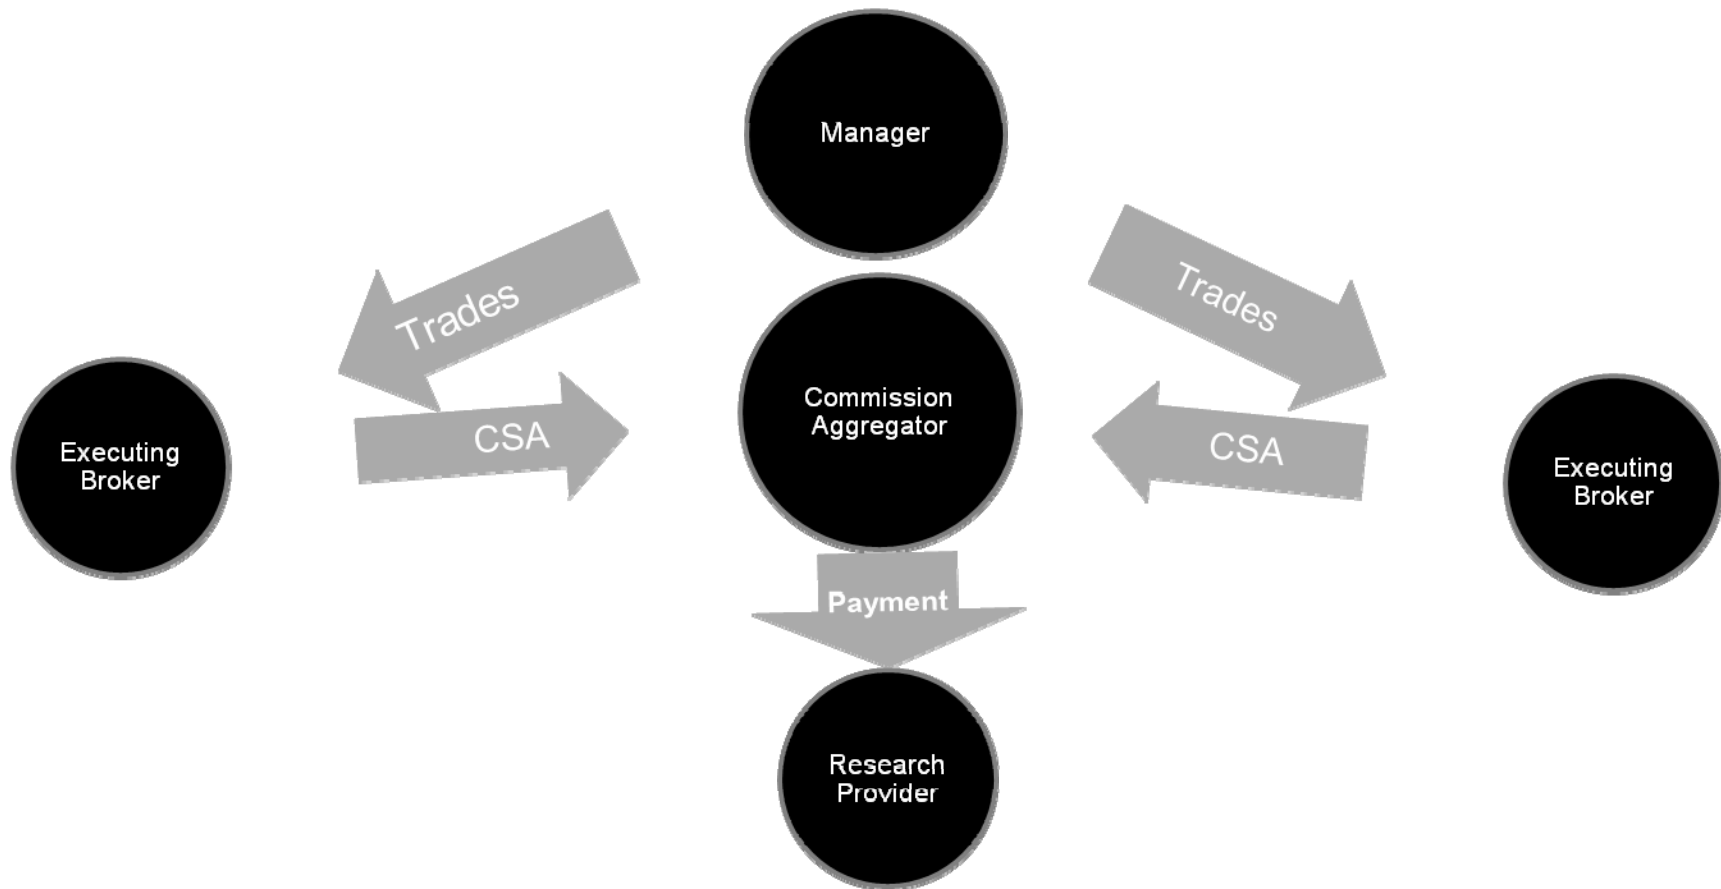 Manager
Trades
Trades
Commission
Aggregator
CSA
CSA
Executing
Broker
Executing
Broker
Payment
Research
Provider